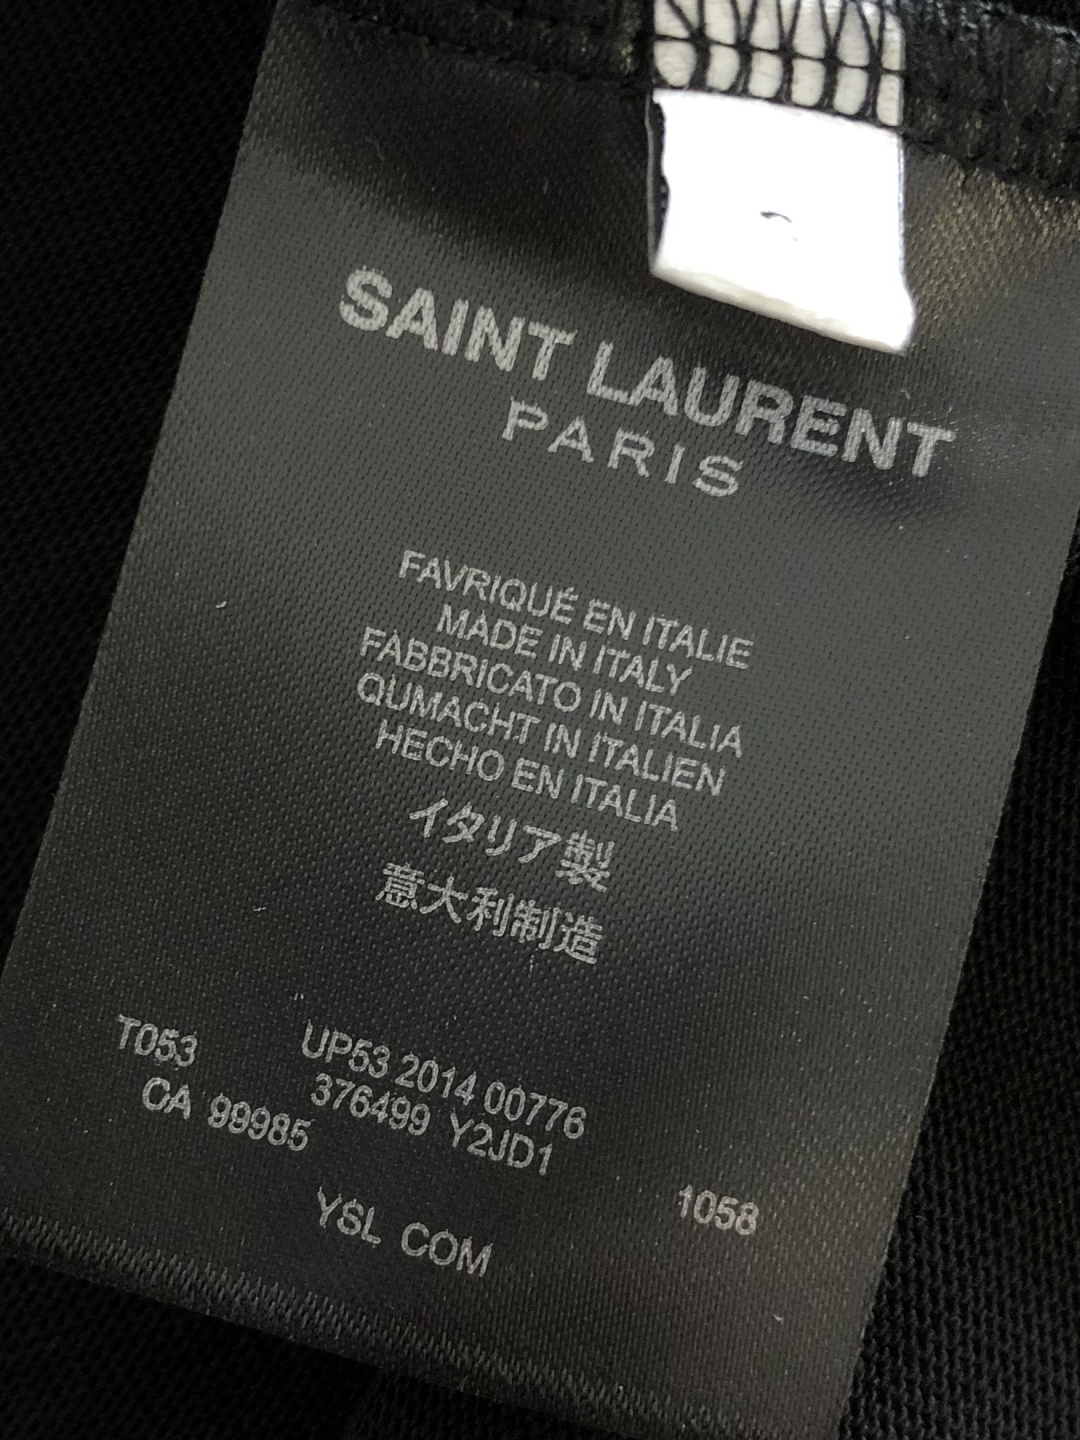 SAINT LAURENT
PARIS
FAVRIQUÉ EN ITALIE
MADE IN ITALY
FABBRICATO IN ITALIA
QUMACHT IN ITALIEN
HECHO EN ITALIA
イタリア製
意大利制造
T053 UP53 2014 00776
376499 Y2JD1
CA 99985
1058
YSL COM